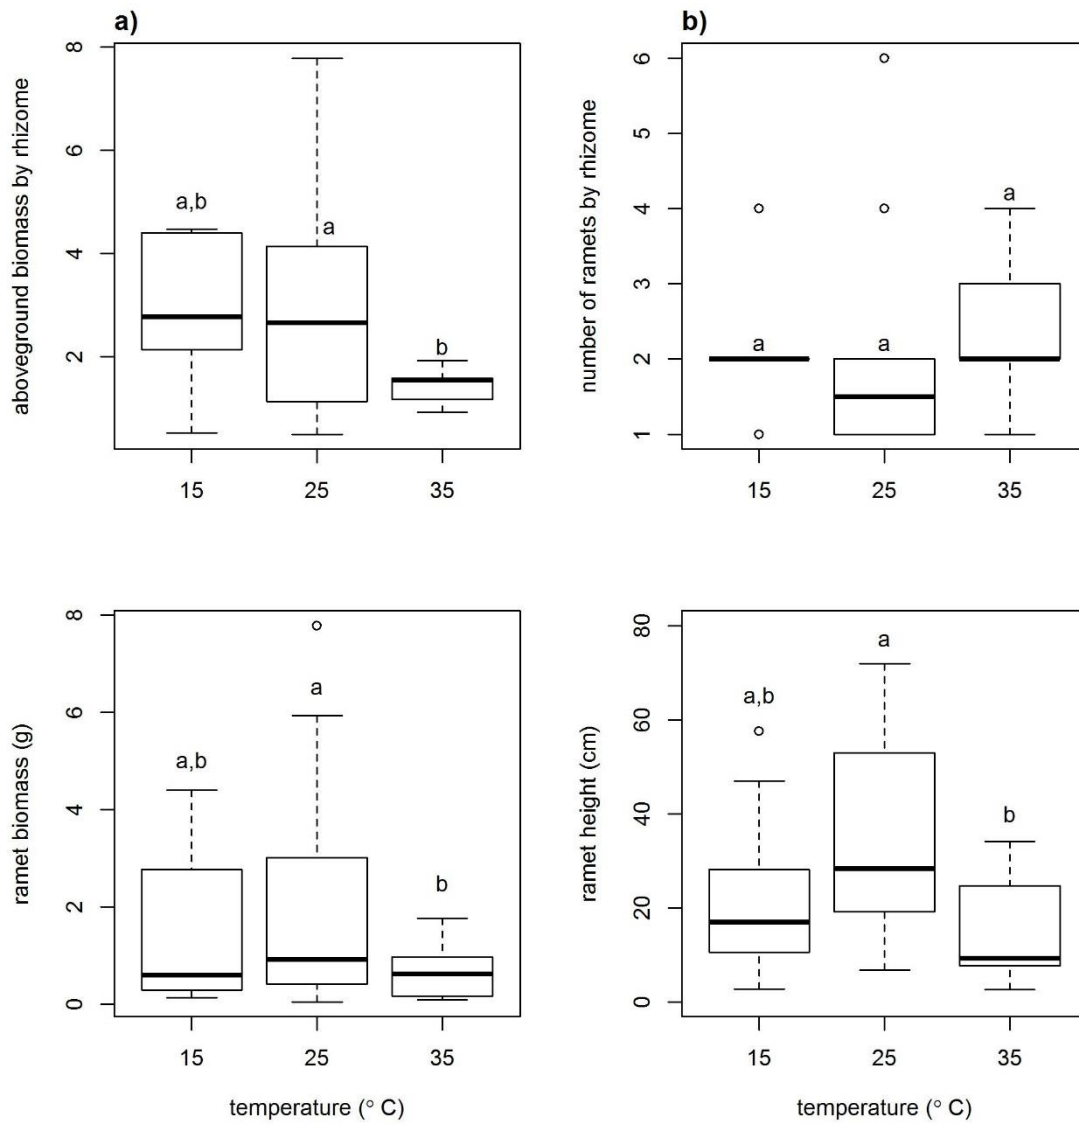 a)
aboveground biomass by rhizome
8
6
4
2
a,b
a
b
15 25 35
b)
number of ramets by rhizome
6
5
4
3
2
1
a
a
a
15 25 35
ramet biomass (g)
8
6
4
2
0
a,b
a
b
15 25 35
temperature (° C)
ramet height (cm)
80
60
40
20
0
a,b
a
b
15 25 35
temperature (° C)